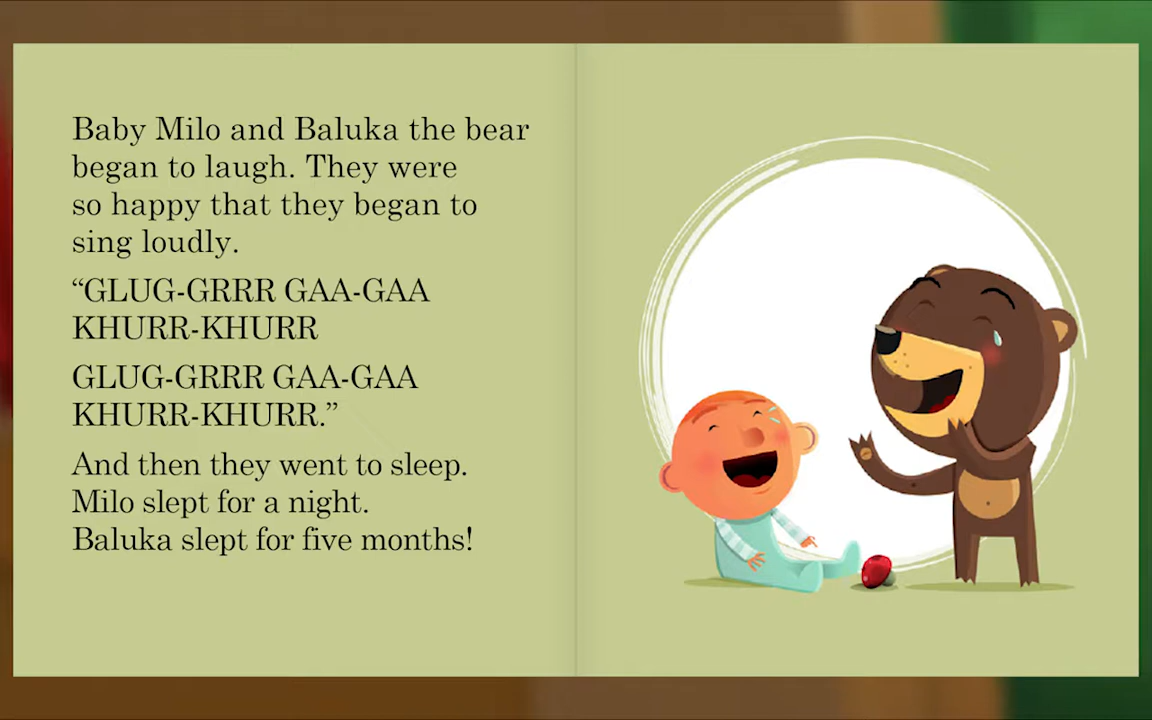 Baby Milo and Baluka the bear
began to laugh. They were
so happy that they began to
sing loudly.
“GLUG-GRRR GAA-GAA
KHURR-KHURR
GLUG-GRRR GAA-GAA
KHURR-KHURR.”
And then they went to sleep.
Milo slept for a night.
Baluka slept for five months!